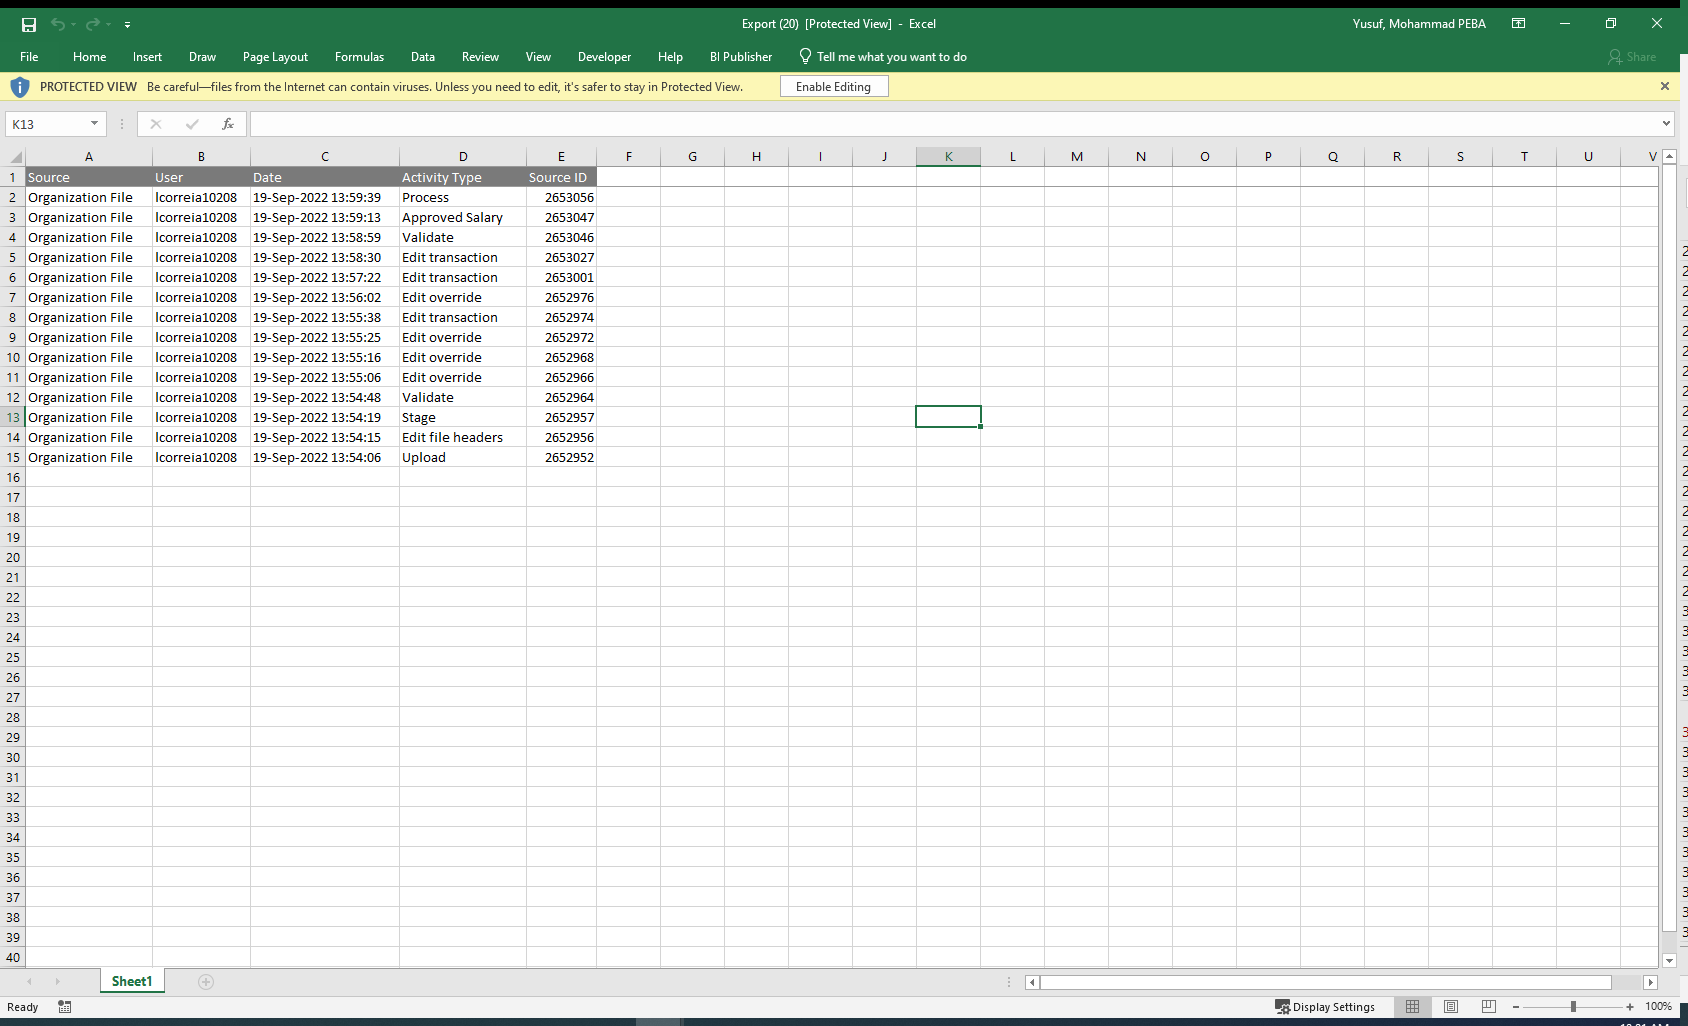 Export (20) [Protected View] - Excel
Yusuf, Mohammad PEBA
File Home Insert Draw Page Layout Formulas Data Review View Developer Help BI Publisher Tell me what you want to do Share
PROTECTED VIEW Be careful—files from the Internet can contain viruses. Unless you need to edit, it's safer to stay in Protected View. Enable Editing
K13 fx
A B C D E F G H I J K L M N O P Q R S T U V
1 Source User Date Activity Type Source ID
2 Organization File lcorreia10208 19-Sep-2022 13:59:39 Process 2653056
3 Organization File lcorreia10208 19-Sep-2022 13:59:13 Approved Salary 2653047
4 Organization File lcorreia10208 19-Sep-2022 13:58:59 Validate 2653046
5 Organization File lcorreia10208 19-Sep-2022 13:58:30 Edit transaction 2653027
6 Organization File lcorreia10208 19-Sep-2022 13:57:22 Edit transaction 2653001
7 Organization File lcorreia10208 19-Sep-2022 13:56:02 Edit override 2652976
8 Organization File lcorreia10208 19-Sep-2022 13:55:38 Edit transaction 2652974
9 Organization File lcorreia10208 19-Sep-2022 13:55:25 Edit override 2652972
10 Organization File lcorreia10208 19-Sep-2022 13:55:16 Edit override 2652968
11 Organization File lcorreia10208 19-Sep-2022 13:55:06 Edit override 2652966
12 Organization File lcorreia10208 19-Sep-2022 13:54:48 Validate 2652964
13 Organization File lcorreia10208 19-Sep-2022 13:54:19 Stage 2652957
14 Organization File lcorreia10208 19-Sep-2022 13:54:15 Edit file headers 2652956
15 Organization File lcorreia10208 19-Sep-2022 13:54:06 Upload 2652952
16
17
18
19
20
21
22
23
24
25
26
27
28
29
30
31
32
33
34
35
36
37
38
39
40
Sheet1
Ready Display Settings 100%